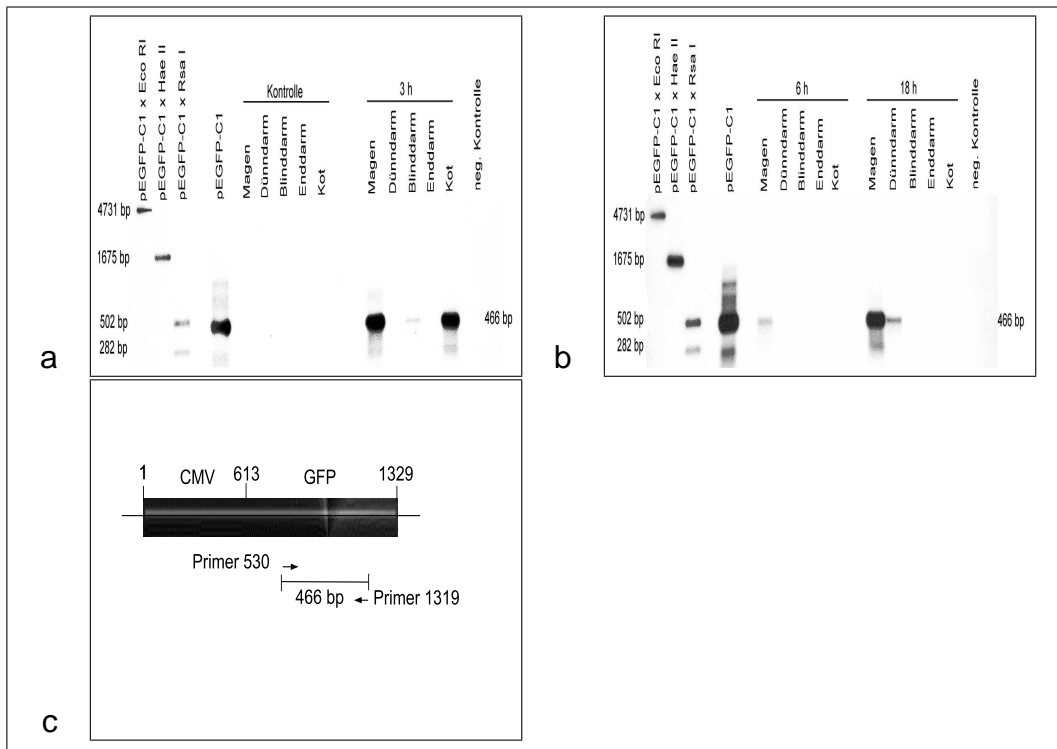 pEGFP-C1 x Eco RI
pEGFP-C1 x Hae II
pEGFP-C1 x Rsa I
pEGFP-C1
Kontrolle
Magen
Dünndarm
Blinddarm
Enddarm
Kot
3 h
Magen
Dünndarm
Blinddarm
Enddarm
Kot
neg. Kontrolle
4731 bp
1675 bp
502 bp
282 bp
466 bp
a
pEGFP-C1 x Eco RI
pEGFP-C1 x Hae II
pEGFP-C1 x Rsa I
pEGFP-C1
6 h
Magen
Dünndarm
Blinddarm
Enddarm
Kot
18 h
Magen
Dünndarm
Blinddarm
Enddarm
Kot
neg. Kontrolle
4731 bp
1675 bp
502 bp
282 bp
466 bp
b
1 CMV 613 GFP 1329
Primer 530
466 bp Primer 1319
c